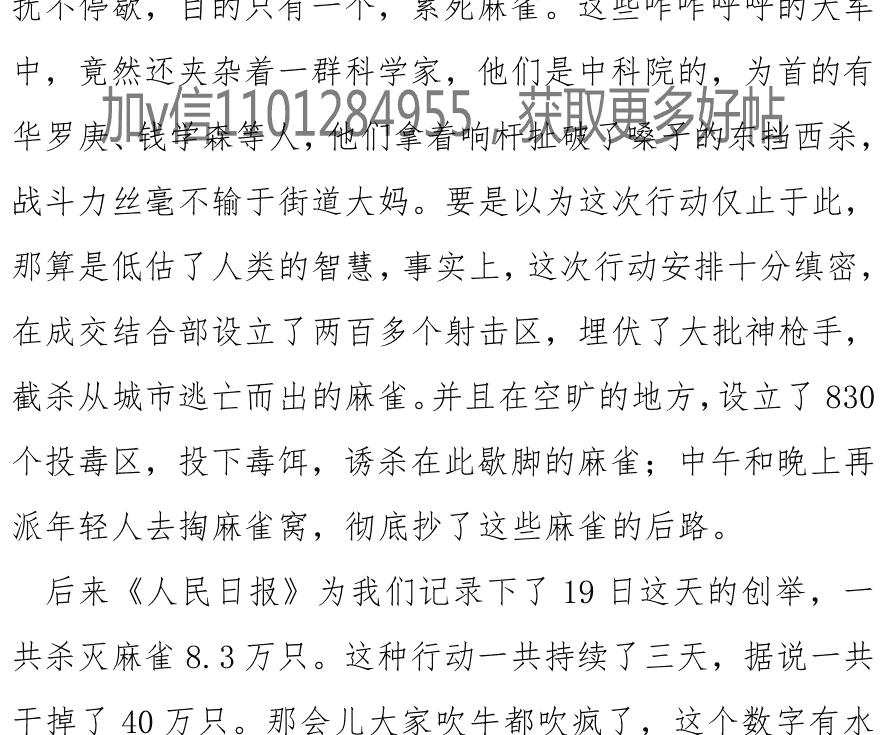 扰不停歇，目的只有一个，累死麻雀。这些咋咋呼呼的大军
中，竟然还夹杂着一群科学家，他们是中科院的，为首的有
加v信1101284955，获取更多好帖
华罗庚、钱学森等人，他们拿着响杆扯破了嗓子的东挡西杀，
战斗力丝毫不输于街道大妈。要是以为这次行动仅止于此，
那算是低估了人类的智慧，事实上，这次行动安排十分缜密，
在成交结合部设立了两百多个射击区，埋伏了大批神枪手，
截杀从城市逃亡而出的麻雀。并且在空旷的地方，设立了 830
个投毒区，投下毒饵，诱杀在此歇脚的麻雀；中午和晚上再
派年轻人去掏麻雀窝，彻底抄了这些麻雀的后路。
后来《人民日报》为我们记录下了 19 日这天的创举，一
共杀灭麻雀 8.3 万只。这种行动一共持续了三天，据说一共
干掉了 40 万只。那会儿大家吹牛都吹疯了，这个数字有水